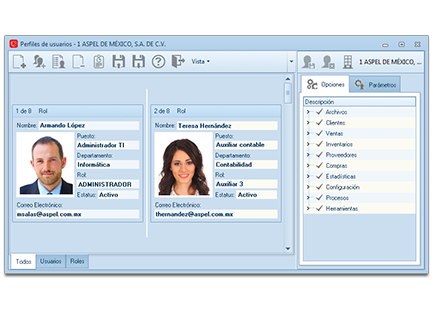 Perfiles de usuarios - 1 ASPEL DE MÉXICO, S.A. DE C.V.
Vista
1 ASPEL DE MÉXICO, ...
Opciones
Parámetros
Descripción
Archivos
Clientes
Ventas
Inventarios
Proveedores
Compras
Estadísticas
Configuración
Procesos
Herramientas
1 de 8 Rol
Nombre: Armando López
Puesto:
Administrador TI
Departamento:
Informática
Rol:
ADMINISTRADOR
Estatus: Activo
Correo Electrónico:
msalas@aspel.com.mx
2 de 8 Rol
Nombre: Teresa Hernández
Puesto:
Auxiliar contable
Departamento:
Contabilidad
Rol:
Auxiliar 3
Estatus: Activo
Correo Electrónico:
thernandez@aspel.com.mx
Todos
Usuarios
Roles